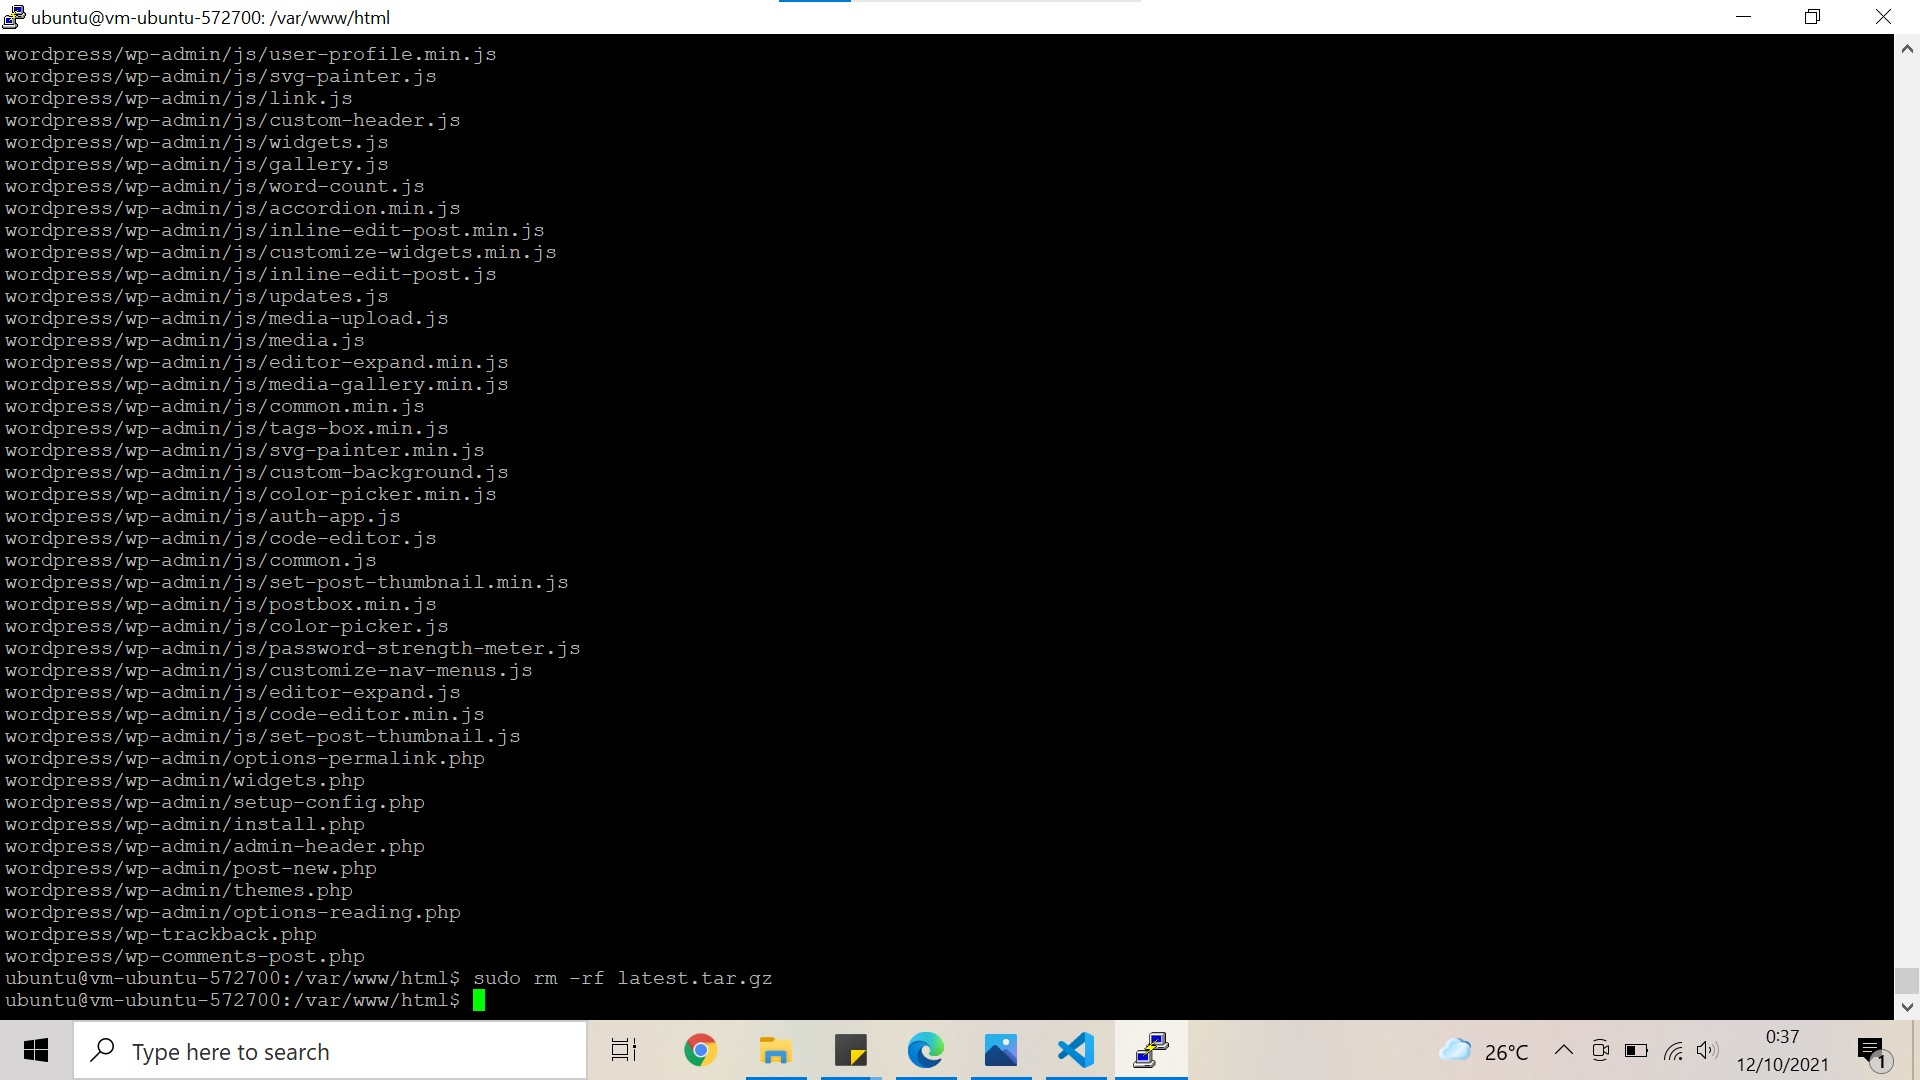 ubuntu@vm-ubuntu-572700: /var/www/html
wordpress/wp-admin/js/user-profile.min.js
wordpress/wp-admin/js/svg-painter.js
wordpress/wp-admin/js/link.js
wordpress/wp-admin/js/custom-header.js
wordpress/wp-admin/js/widgets.js
wordpress/wp-admin/js/gallery.js
wordpress/wp-admin/js/word-count.js
wordpress/wp-admin/js/accordion.min.js
wordpress/wp-admin/js/inline-edit-post.min.js
wordpress/wp-admin/js/customize-widgets.min.js
wordpress/wp-admin/js/inline-edit-post.js
wordpress/wp-admin/js/updates.js
wordpress/wp-admin/js/media-upload.js
wordpress/wp-admin/js/media.js
wordpress/wp-admin/js/editor-expand.min.js
wordpress/wp-admin/js/media-gallery.min.js
wordpress/wp-admin/js/common.min.js
wordpress/wp-admin/js/tags-box.min.js
wordpress/wp-admin/js/svg-painter.min.js
wordpress/wp-admin/js/custom-background.js
wordpress/wp-admin/js/color-picker.min.js
wordpress/wp-admin/js/auth-app.js
wordpress/wp-admin/js/code-editor.js
wordpress/wp-admin/js/common.js
wordpress/wp-admin/js/set-post-thumbnail.min.js
wordpress/wp-admin/js/postbox.min.js
wordpress/wp-admin/js/color-picker.js
wordpress/wp-admin/js/password-strength-meter.js
wordpress/wp-admin/js/customize-nav-menus.js
wordpress/wp-admin/js/editor-expand.js
wordpress/wp-admin/js/code-editor.min.js
wordpress/wp-admin/js/set-post-thumbnail.js
wordpress/wp-admin/options-permalink.php
wordpress/wp-admin/widgets.php
wordpress/wp-admin/setup-config.php
wordpress/wp-admin/install.php
wordpress/wp-admin/admin-header.php
wordpress/wp-admin/post-new.php
wordpress/wp-admin/themes.php
wordpress/wp-admin/options-reading.php
wordpress/wp-trackback.php
wordpress/wp-comments-post.php
ubuntu@vm-ubuntu-572700:/var/www/html$ sudo rm -rf latest.tar.gz
ubuntu@vm-ubuntu-572700:/var/www/html$
Type here to search
26°C
0:37
12/10/2021
1